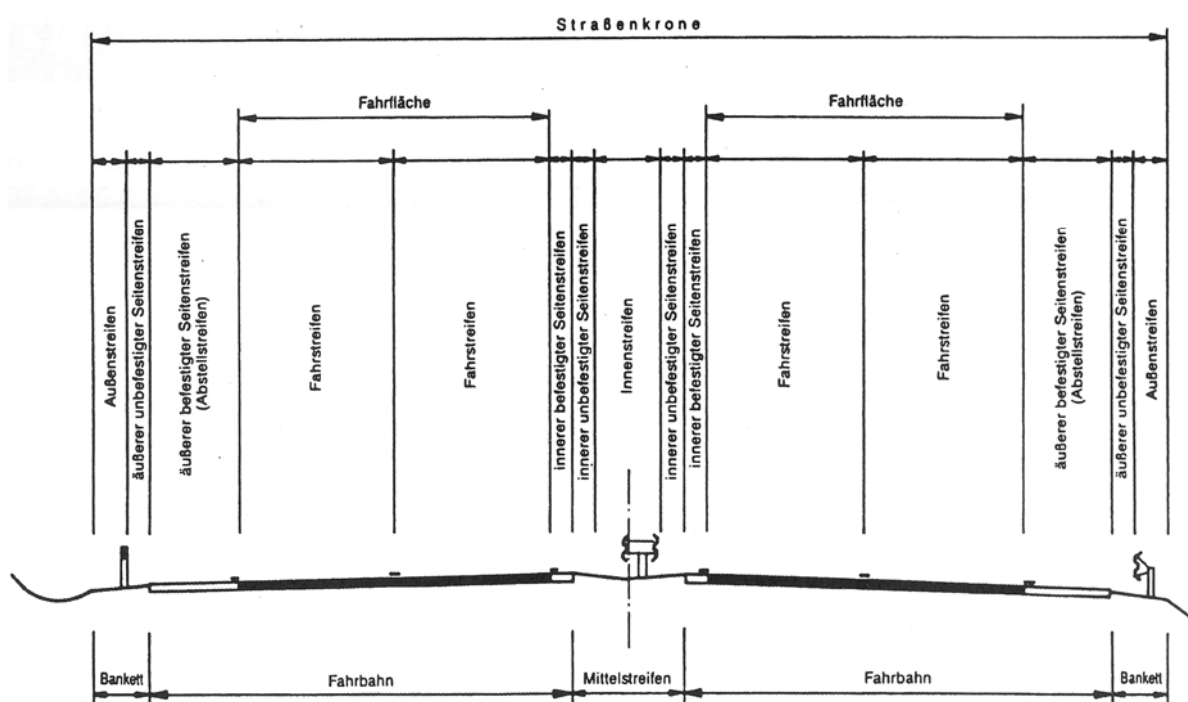 Straßenkrone
Fahrfläche
Fahrfläche
Außenstreifen
äußerer unbefestigter Seitenstreifen
äußerer befestigter Seitenstreifen
(Abstellstreifen)
Fahrstreifen
Fahrstreifen
innerer befestigter Seitenstreifen
innerer unbefestigter Seitenstreifen
Innenstreifen
innerer unbefestigter Seitenstreifen
innerer befestigter Seitenstreifen
Fahrstreifen
Fahrstreifen
äußerer befestigter Seitenstreifen
(Abstellstreifen)
äußerer unbefestigter Seitenstreifen
Außenstreifen
Bankett
Fahrbahn
Mittelstreifen
Fahrbahn
Bankett